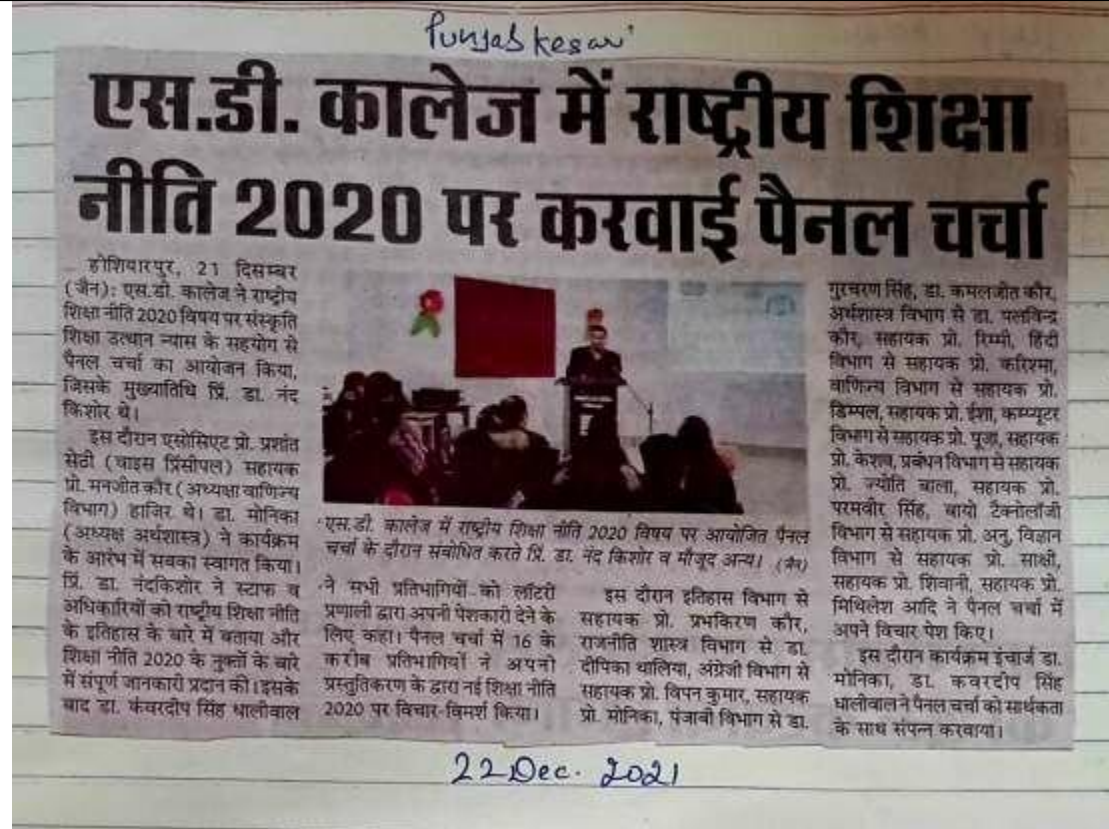 Punjab Kesari
एस.डी. कालेज में राष्ट्रीय शिक्षा
नीति 2020 पर करवाई पैनल चर्चा
होशियारपुर, 21 दिसम्बर
(जैन): एस.डी. कालेज ने राष्ट्रीय
शिक्षा नीति 2020 विषय पर संस्कृति
शिक्षा उत्थान न्यास के सहयोग से
पैनल चर्चा का आयोजन किया,
जिसके मुख्यातिथि प्रिं. डा. नंद
किशोर थे।
इस दौरान एसोसिएट प्रो. प्रशांत
सेठी (वाइस प्रिंसीपल) सहायक
प्रो. मनजीत कौर (अध्यक्षा वाणिज्य
विभाग) हाजिर थे। डा. मोनिका
(अध्यक्ष अर्थशास्त्र) ने कार्यक्रम
के आरंभ में सबका स्वागत किया।
प्रिं. डा. नंदकिशोर ने स्टाफ व
अधिकारियों को राष्ट्रीय शिक्षा नीति
के इतिहास के बारे में बताया और
शिक्षा नीति 2020 के नुक्तों के बारे
में संपूर्ण जानकारी प्रदान की। इसके
बाद डा. कंवरदीप सिंह धालीवाल
एस.डी. कालेज में राष्ट्रीय शिक्षा नीति 2020 विषय पर आयोजित पैनल
चर्चा के दौरान संबोधित करते प्रिं. डा. नंद किशोर व मौजूद अन्य। (जैन)
ने सभी प्रतिभागियों को लॉटरी
प्रणाली द्वारा अपनी पेशकारी देने के
लिए कहा। पैनल चर्चा में 16 के
करीब प्रतिभागियों ने अपनी
प्रस्तुतिकरण के द्वारा नई शिक्षा नीति
2020 पर विचार-विमर्श किया।
इस दौरान इतिहास विभाग से
सहायक प्रो. प्रभकिरण कौर,
राजनीति शास्त्र विभाग से डा.
दीपिका थालिया, अंग्रेजी विभाग से
सहायक प्रो. विपन कुमार, सहायक
प्रो. मोनिका, पंजाबी विभाग से डा.
गुरचरण सिंह, डा. कमलजीत कौर,
अर्थशास्त्र विभाग से डा. पलविन्द्र
कौर, सहायक प्रो. रिम्मी, हिंदी
विभाग से सहायक प्रो. करिश्मा,
वाणिज्य विभाग से सहायक प्रो.
डिम्पल, सहायक प्रो. ईशा, कम्प्यूटर
विभाग से सहायक प्रो. पूजा, सहायक
प्रो. केशव, प्रबंधन विभाग से सहायक
प्रो. ज्योति बाला, सहायक प्रो.
परमवीर सिंह, बायो टैक्नोलॉजी
विभाग से सहायक प्रो. अनु, विज्ञान
विभाग से सहायक प्रो. साक्षी,
सहायक प्रो. शिवानी, सहायक प्रो.
मिथिलेश आदि ने पैनल चर्चा में
अपने विचार पेश किए।
इस दौरान कार्यक्रम इंचार्ज डा.
मोनिका, डा. कवरदीप सिंह
धालीवाल ने पैनल चर्चा को सार्थकता
के साथ संपन्न करवाया।
22 Dec. 2021